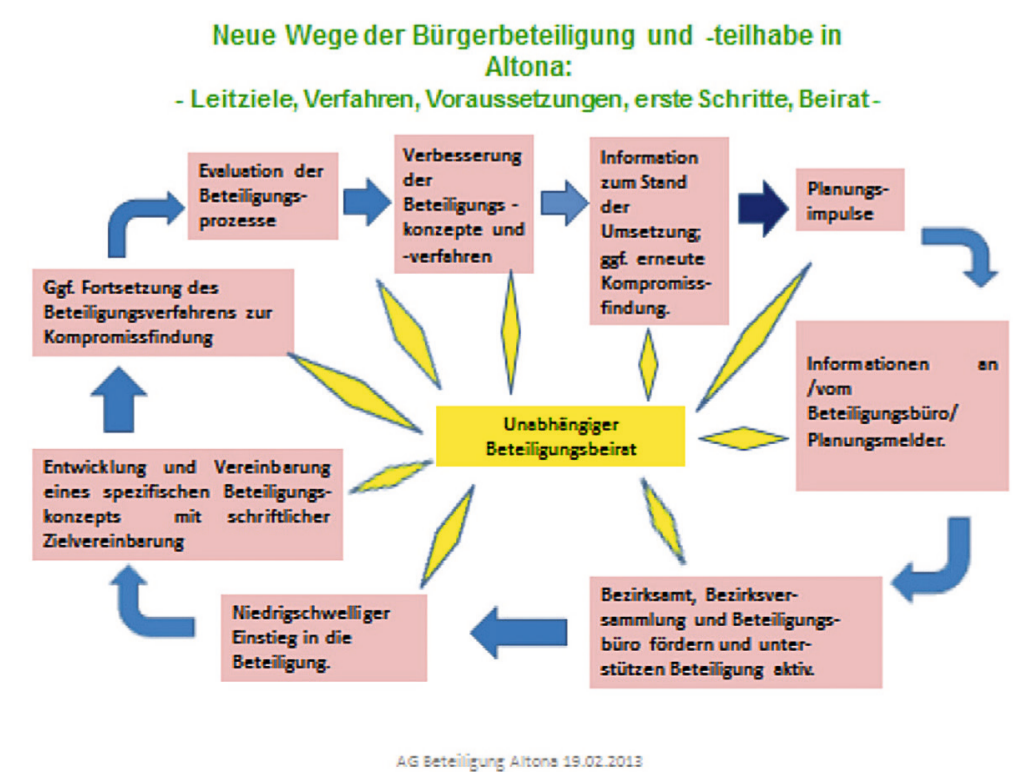 Neue Wege der Bürgerbeteiligung und -teilhabe in
Altona:
- Leitziele, Verfahren, Voraussetzungen, erste Schritte, Beirat -
Evaluation der
Beteiligungs-
prozesse
Verbesserung
der
Beteiligungs -
konzepte und
-verfahren
Information
zum Stand
der
Umsetzung;
ggf. erneute
Kompromiss-
findung.
Planungs-
impulse
Informationen an
/vom
Beteiligungsbüro/
Planungsmelder.
Bezirksamt, Bezirksver-
sammlung und Beteiligungs-
büro fördern und unter-
stützen Beteiligung aktiv.
Niedrigschwelliger
Einstieg in die
Beteiligung.
Entwicklung und Vereinbarung
eines spezifischen Beteiligungs-
konzepts mit schriftlicher
Zielvereinbarung
Ggf. Fortsetzung des
Beteiligungsverfahrens zur
Kompromissfindung
Unabhängiger
Beteiligungsbeirat
AG Beteiligung Altona 19.02.2013